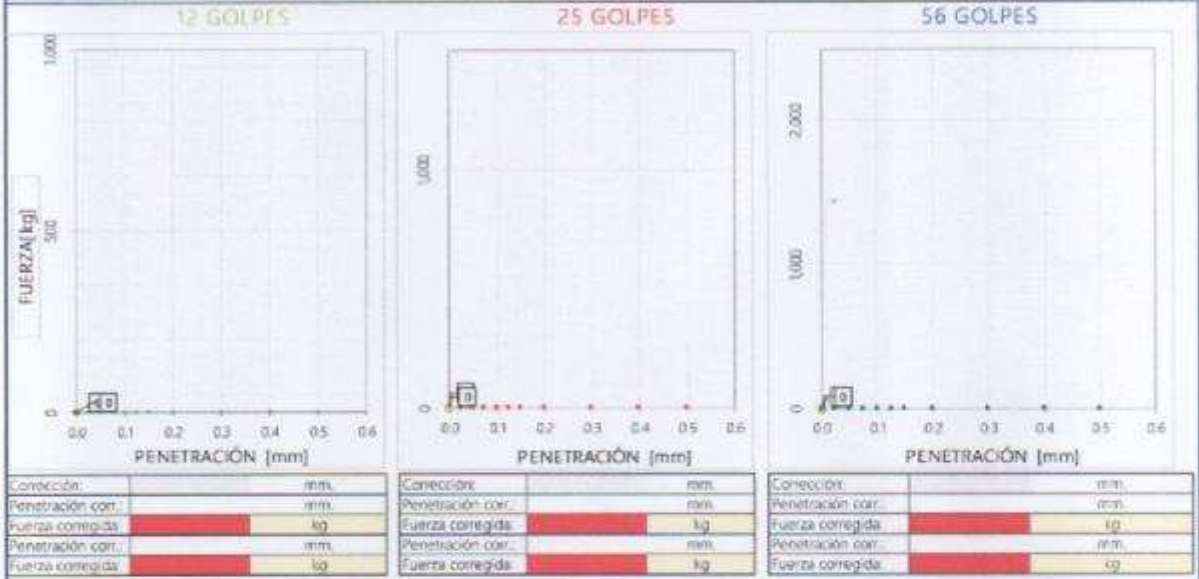 12 GOLPES
25 GOLPES
56 GOLPES
FUERZA[kg]
1,000
500
0
0
0.0 0.1 0.2 0.3 0.4 0.5 0.6
PENETRACIÓN [mm]
1,000
0
0
0.0 0.1 0.2 0.3 0.4 0.5 0.6
PENETRACIÓN [mm]
2,000
1,000
0
0
0.0 0.1 0.2 0.3 0.4 0.5 0.6
PENETRACIÓN [mm]
Corrección: mm.
Penetración corr.: mm.
Fuerza corregida: kg
Penetración corr.: mm.
Fuerza corregida: kg
Corrección: mm.
Penetración corr.: mm.
Fuerza corregida: kg
Penetración corr.: mm.
Fuerza corregida: kg
Corrección: mm.
Penetración corr.: mm.
Fuerza corregida: kg
Penetración corr.: mm.
Fuerza corregida: kg